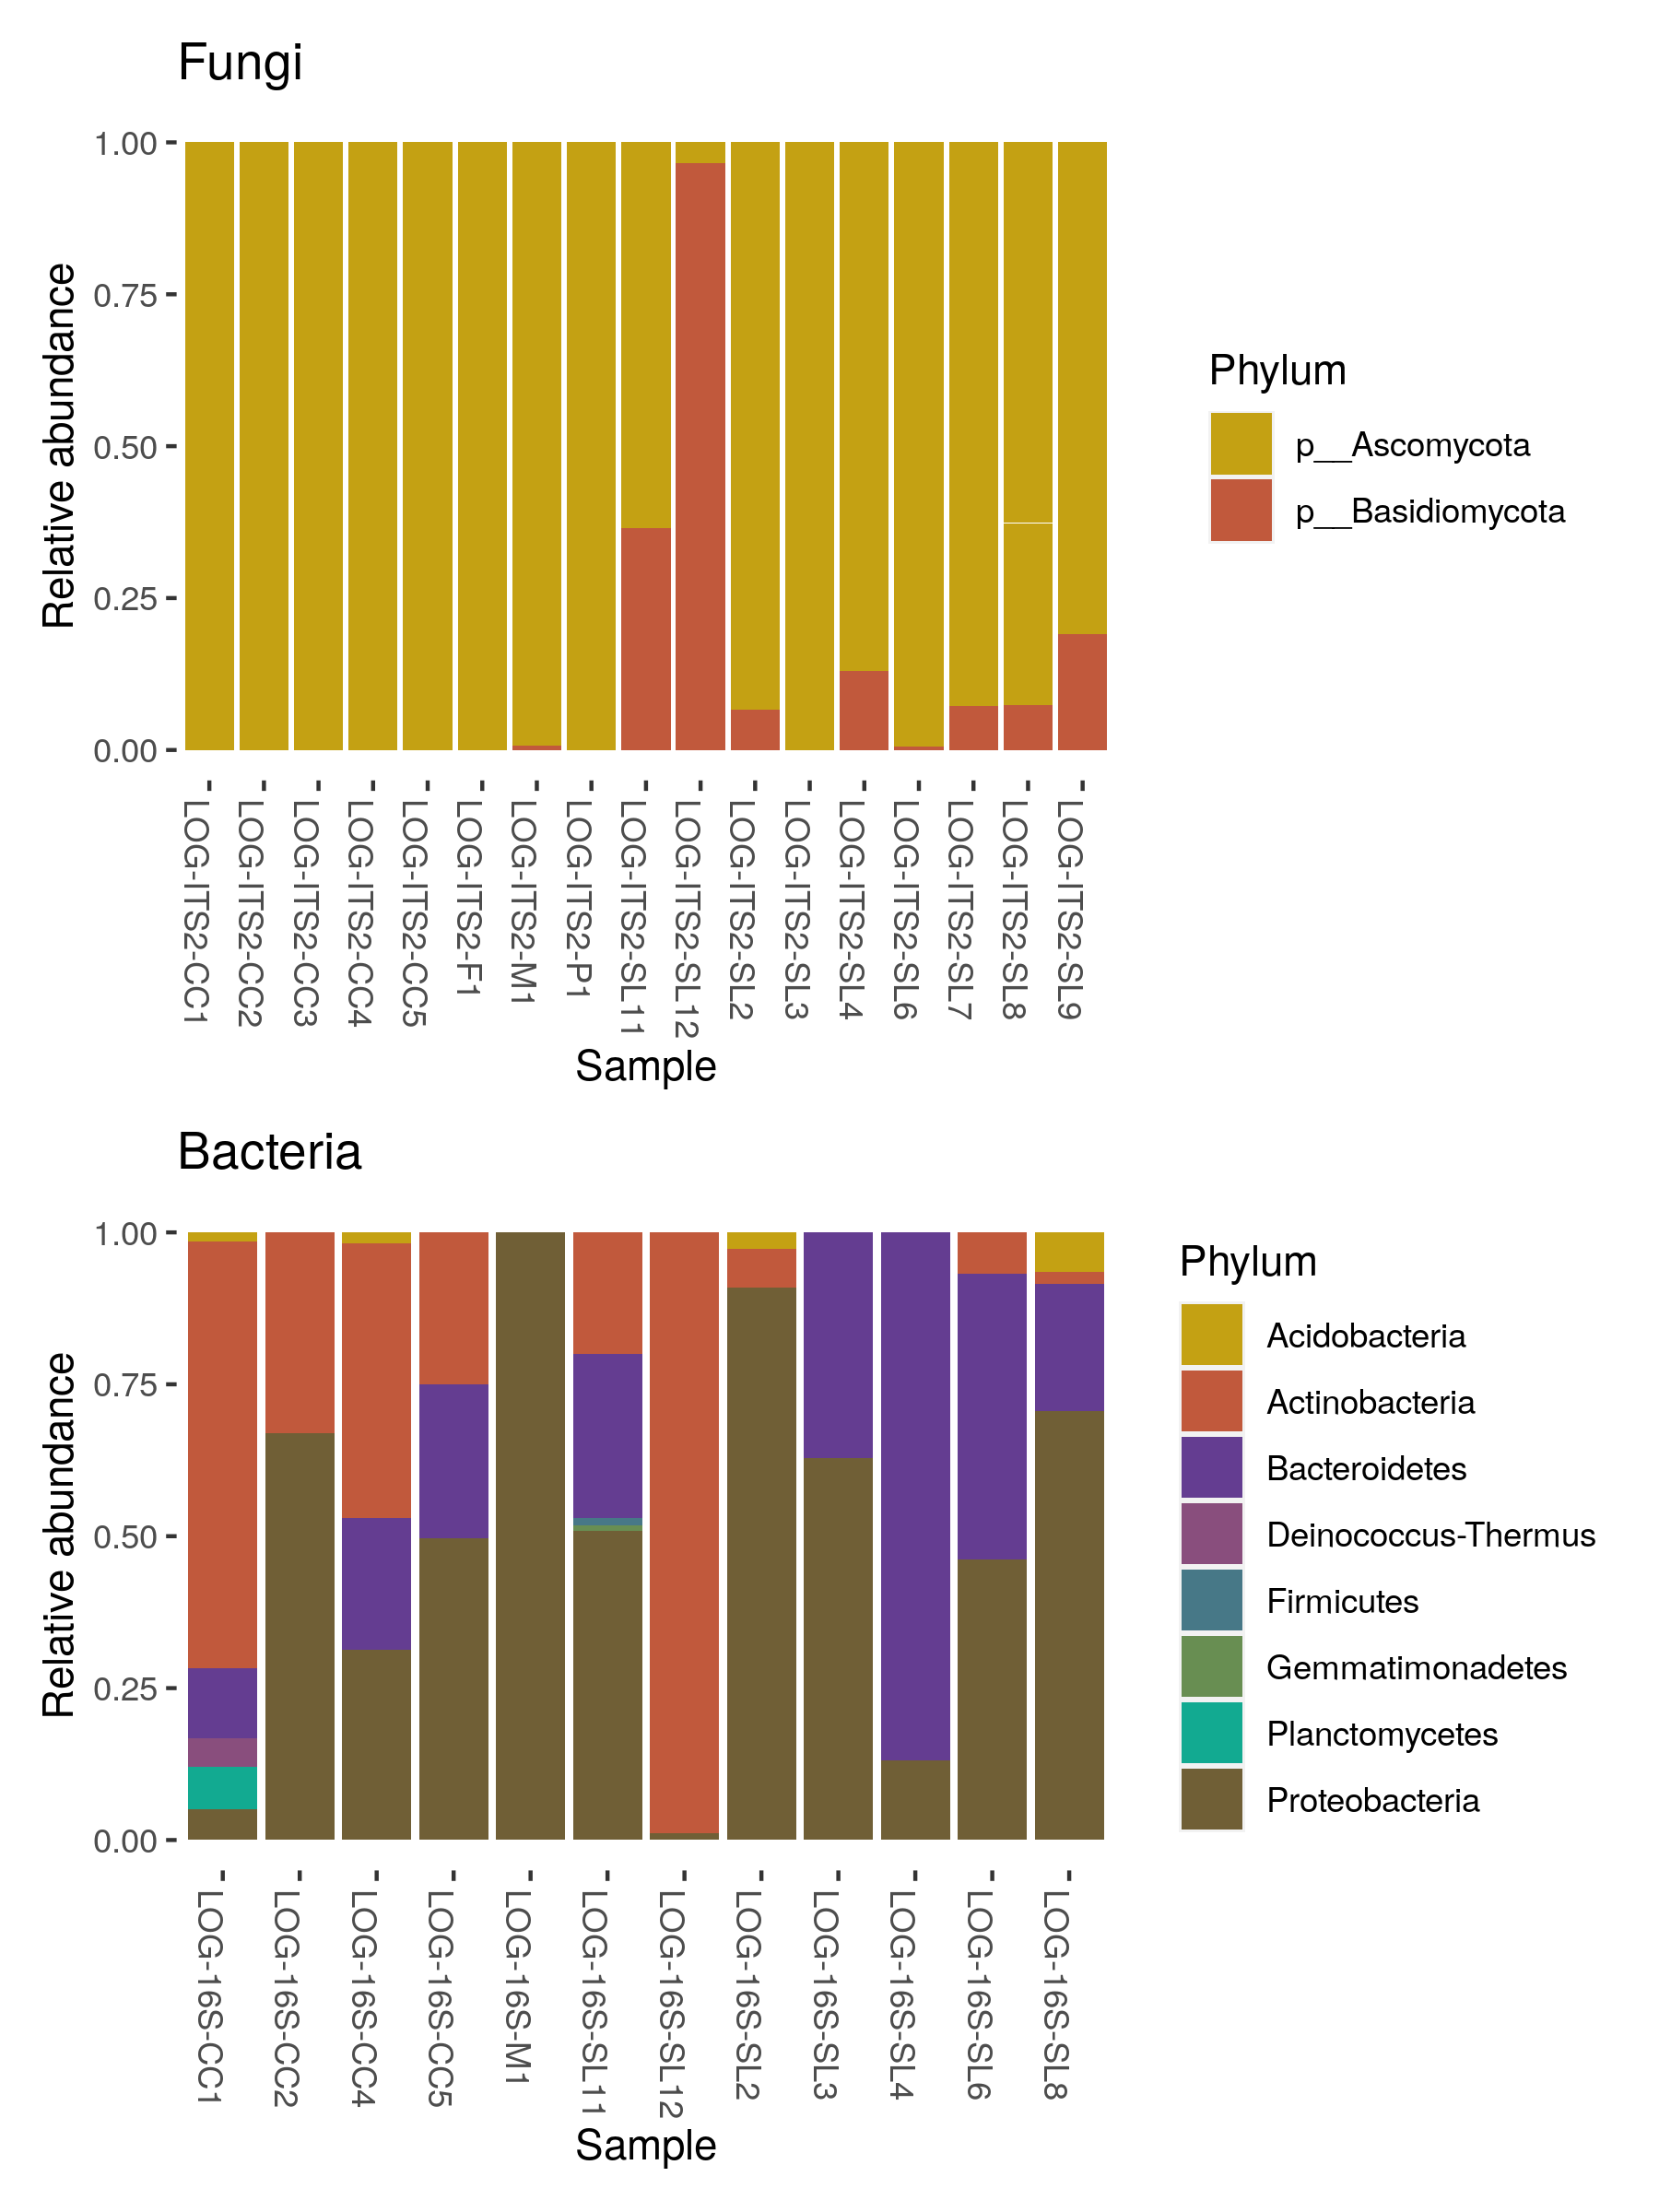 Fungi
1.00
0.75
0.50
0.25
0.00
Relative abundance
LOG-ITS2-CC1
LOG-ITS2-CC2
LOG-ITS2-CC3
LOG-ITS2-CC4
LOG-ITS2-CC5
LOG-ITS2-F1
LOG-ITS2-M1
LOG-ITS2-P1
LOG-ITS2-SL11
LOG-ITS2-SL12
LOG-ITS2-SL2
LOG-ITS2-SL3
LOG-ITS2-SL4
LOG-ITS2-SL6
LOG-ITS2-SL7
LOG-ITS2-SL8
LOG-ITS2-SL9
Sample
Phylum
p__Ascomycota
p__Basidiomycota
Bacteria
1.00
0.75
0.50
0.25
0.00
Relative abundance
LOG-16S-CC1
LOG-16S-CC2
LOG-16S-CC4
LOG-16S-CC5
LOG-16S-M1
LOG-16S-SL11
LOG-16S-SL12
LOG-16S-SL2
LOG-16S-SL3
LOG-16S-SL4
LOG-16S-SL6
LOG-16S-SL8
Sample
Phylum
Acidobacteria
Actinobacteria
Bacteroidetes
Deinococcus-Thermus
Firmicutes
Gemmatimonadetes
Planctomycetes
Proteobacteria